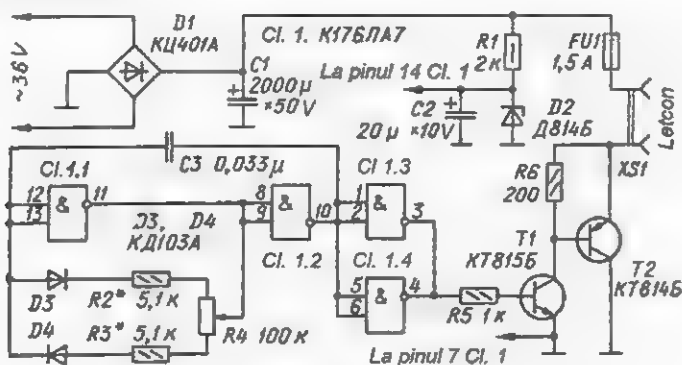 ~36V
D1
КЦ401А
Cl. 1. К176ЛА7
C1
2000μ
×50V
La pinul 14 Cl. 1
R1
2к
FU1
1,5A
C2
20μ ×10V
D2
Д814Б
Letcon
XS1
C3 0,033μ
Cl.1.1
12
13
&
11
D3, D4
КД103А
8
9
&
10
Cl. 1.2
Cl 1.3
1
2
&
3
Cl. 1.4
5
6
&
4
R6
200
T1
КТ815Б
T2
КТ814Б
R5 1к
D3
R2* 5,1к
D4
R3* 5,1к
R4 100к
La pinul 7 Cl. 1